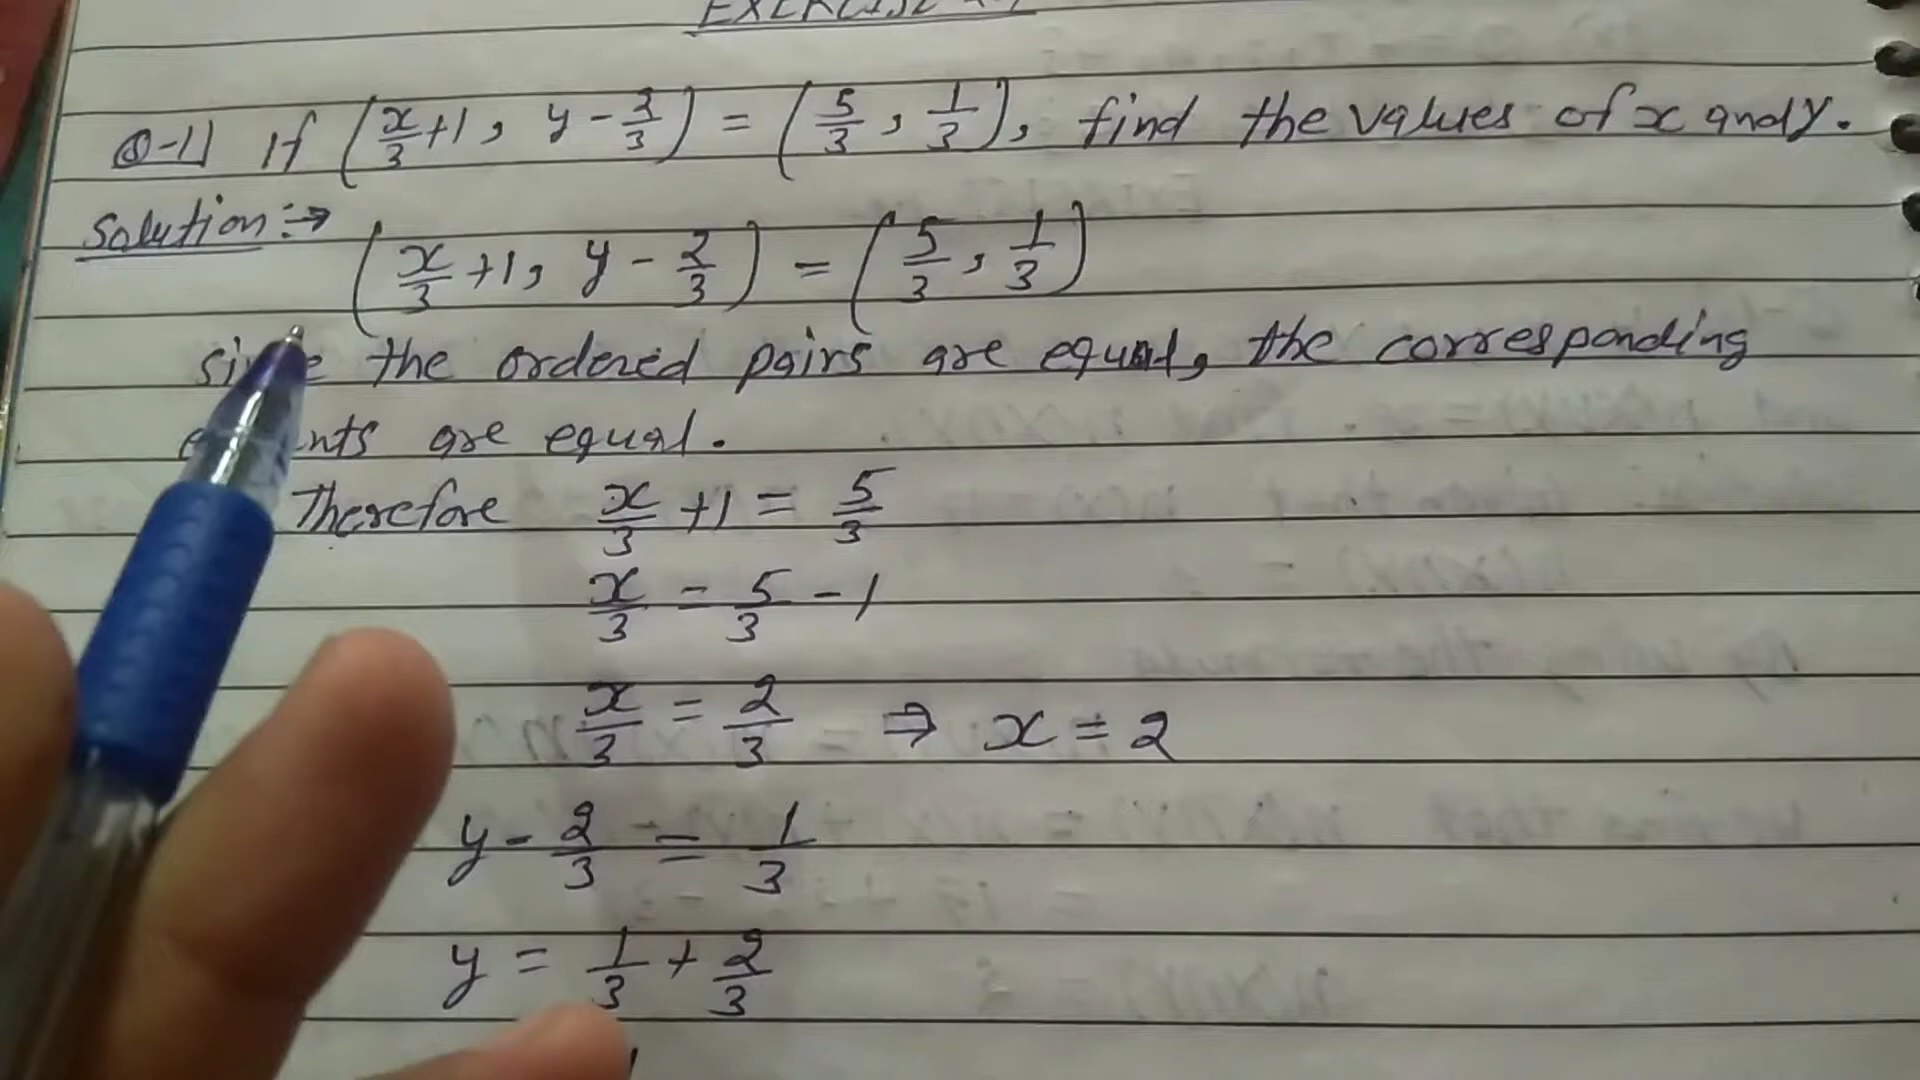 EXERCISE
Q-1| If (x/3+1, y-3/3) = (5/3, 1/3), find the values of x and y.
Solution:→
(x/3+1, y-2/3) = (5/3, 1/3)
the ordered pairs are equal, the corresponding
are equal.
Therefore x/3+1 = 5/3
x/3 = 5/3-1
x/3 = 2/3 ⇒ x = 2
y-2/3 = 1/3
y = 1/3+2/3